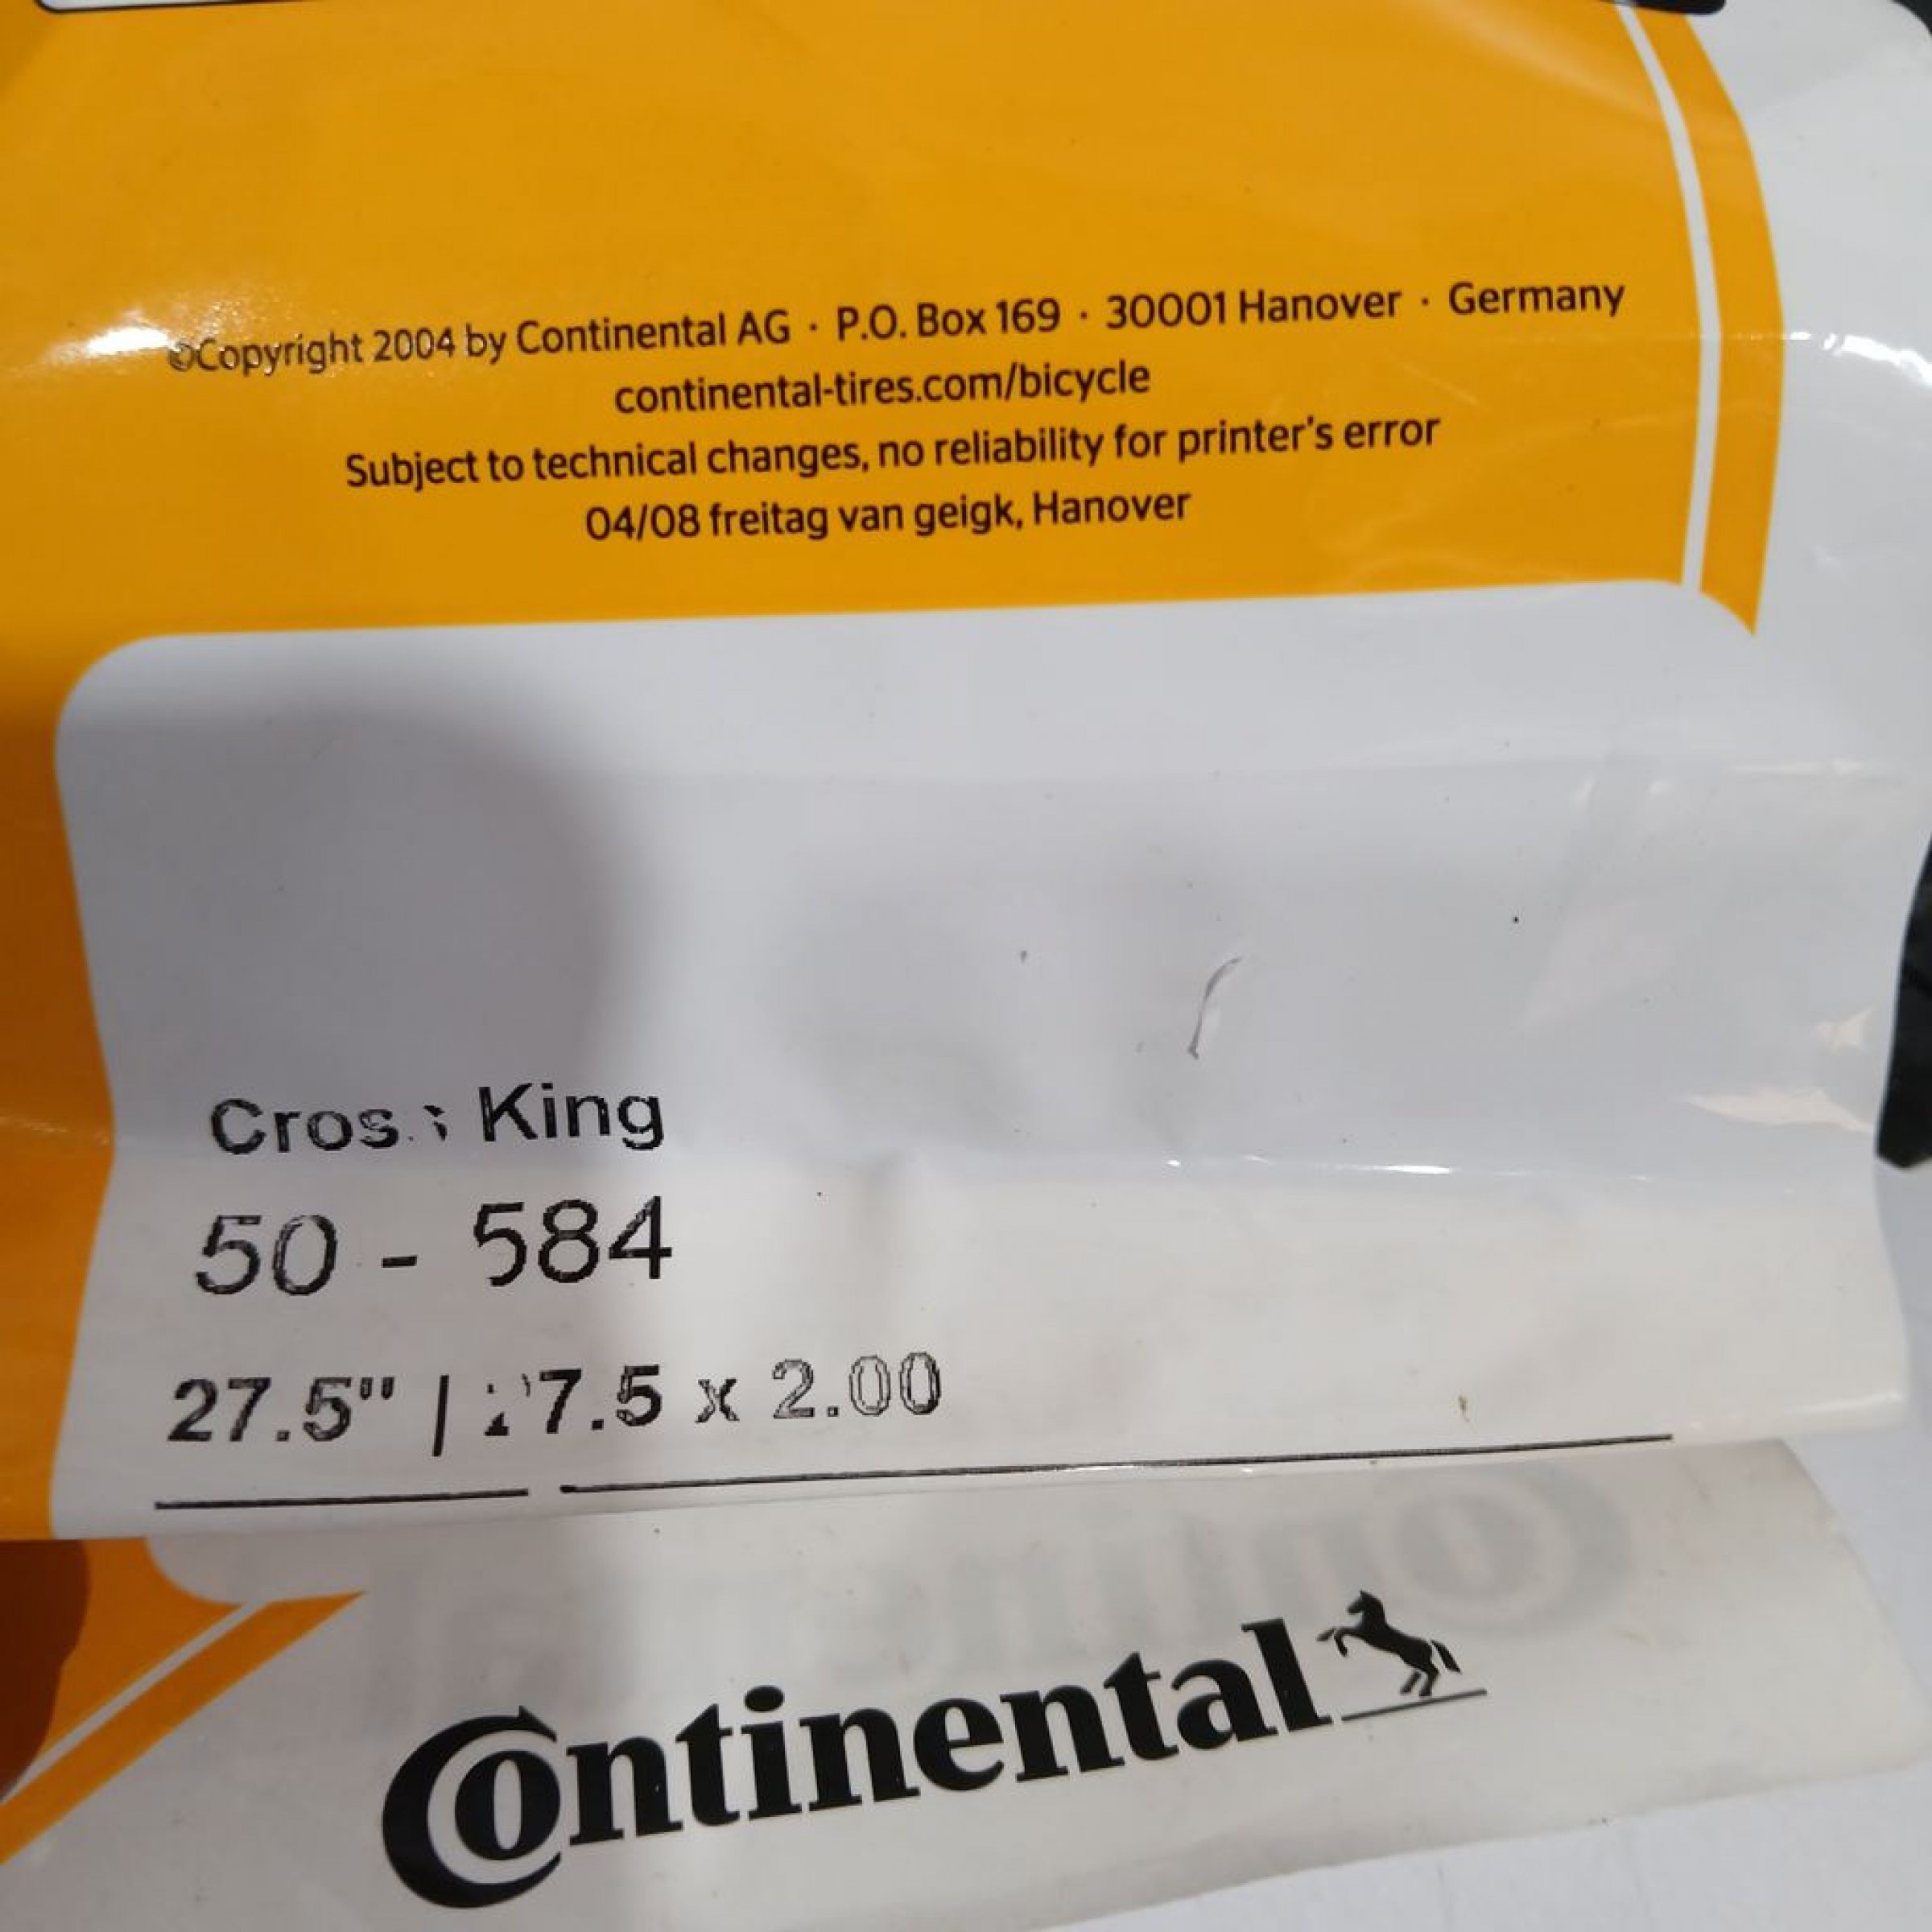 ©Copyright 2004 by Continental AG · P.O. Box 169 · 30001 Hanover · Germany
continental-tires.com/bicycle
Subject to technical changes, no reliability for printer's error
04/08 freitag van geigk, Hanover
Cross King
50 - 584
27.5" | 27.5 x 2.00
Continental